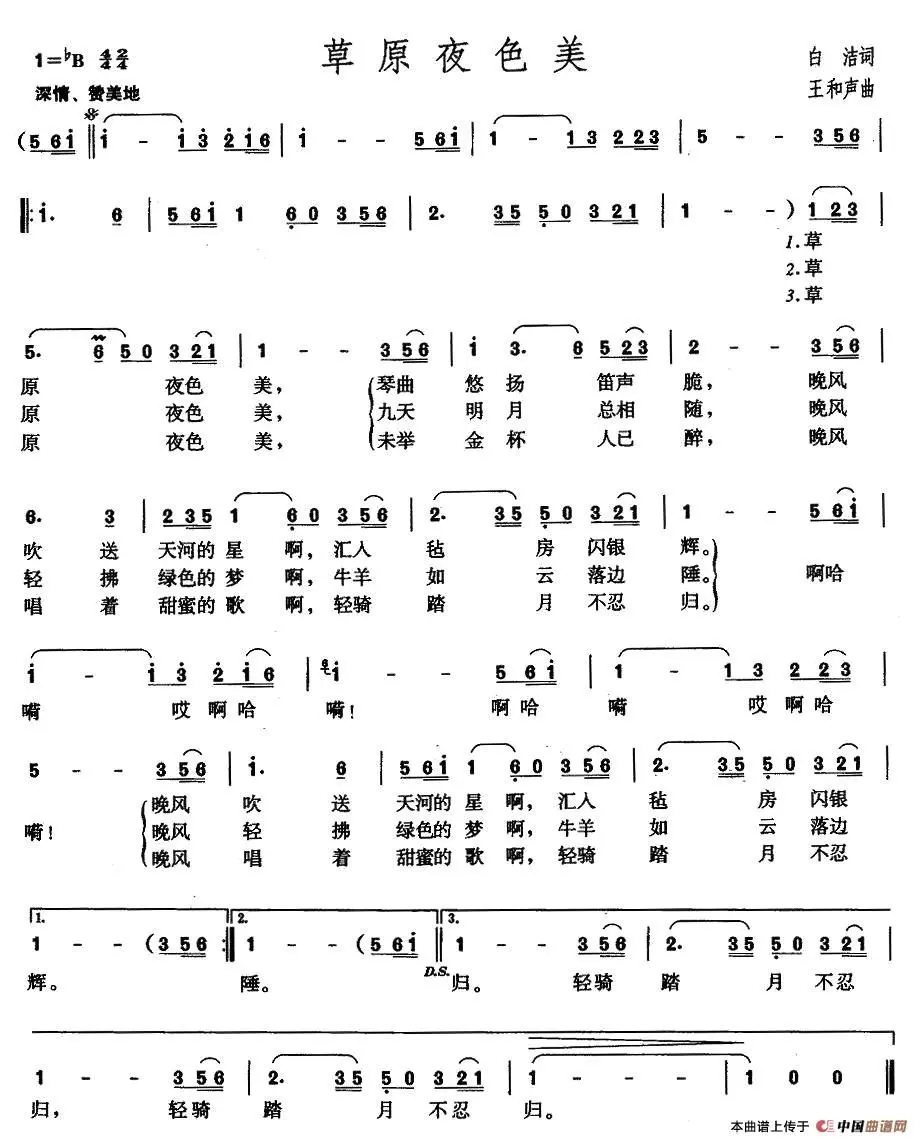 草原夜色美
1=♭B 4/4 2/4
白 洁词
深情、赞美地
王和声曲
(5 6 i ‖ i - i 3 2 i 6 | i - - 5 6 i | 1 - 1 3 2 2 3 | 5 - - 3 5 6 |
‖: i. 6 | 5 6 i 1 6 0 3 5 6 | 2. 3 5 5 0 3 2 1 | 1 - - ) 1 2 3 |
1.草
2.草
3.草
5. 6 5 0 3 2 1 | 1 - - 3 5 6 | i 3. 6 5 2 3 | 2 - - 3 5 6 |
原 夜色 美, 琴曲 悠 扬 笛声 脆, 晚风
原 夜色 美, 九天 明 月 总相 随, 晚风
原 夜色 美, 未举 金 杯 人已 醉, 晚风
6. 3 | 2 3 5 1 6 0 3 5 6 | 2. 3 5 5 0 3 2 1 | 1 - - 5 6 i |
吹 送 天河的 星 啊, 汇入 毡 房 闪银 辉。
轻 拂 绿色的 梦 啊, 牛羊 如 云 落边 陲。 啊哈
唱 着 甜蜜的 歌 啊, 轻骑 踏 月 不忍 归。
i - - i 3 2 i 6 | 6 i - - 5 6 i | 1 - - 1 3 2 2 3 |
嗬 哎 啊 哈 嗬! 啊哈 嗬 哎 啊哈
5 - - 3 5 6 | i. 6 | 5 6 i 1 6 0 3 5 6 | 2. 3 5 5 0 3 2 1 |
晚风 吹 送 天河的 星 啊, 汇入 毡 房 闪银
嗬! 晚风 轻 拂 绿色的 梦 啊, 牛羊 如 云 落边
晚风 唱 着 甜蜜的 歌 啊, 轻骑 踏 月 不忍
1. 2. 3.
1 - - (3 5 6 :‖ 1 - - (5 6 i ‖ 1 - - 3 5 6 | 2. 3 5 5 0 3 2 1 |
D.S.
辉。 陲。 归。 轻骑 踏 月 不忍
1 - - 3 5 6 | 2. 3 5 5 0 3 2 1 | 1 - - - | 1 0 0 ‖
归, 轻骑 踏 月 不忍 归。
本曲谱上传于 中国曲谱网